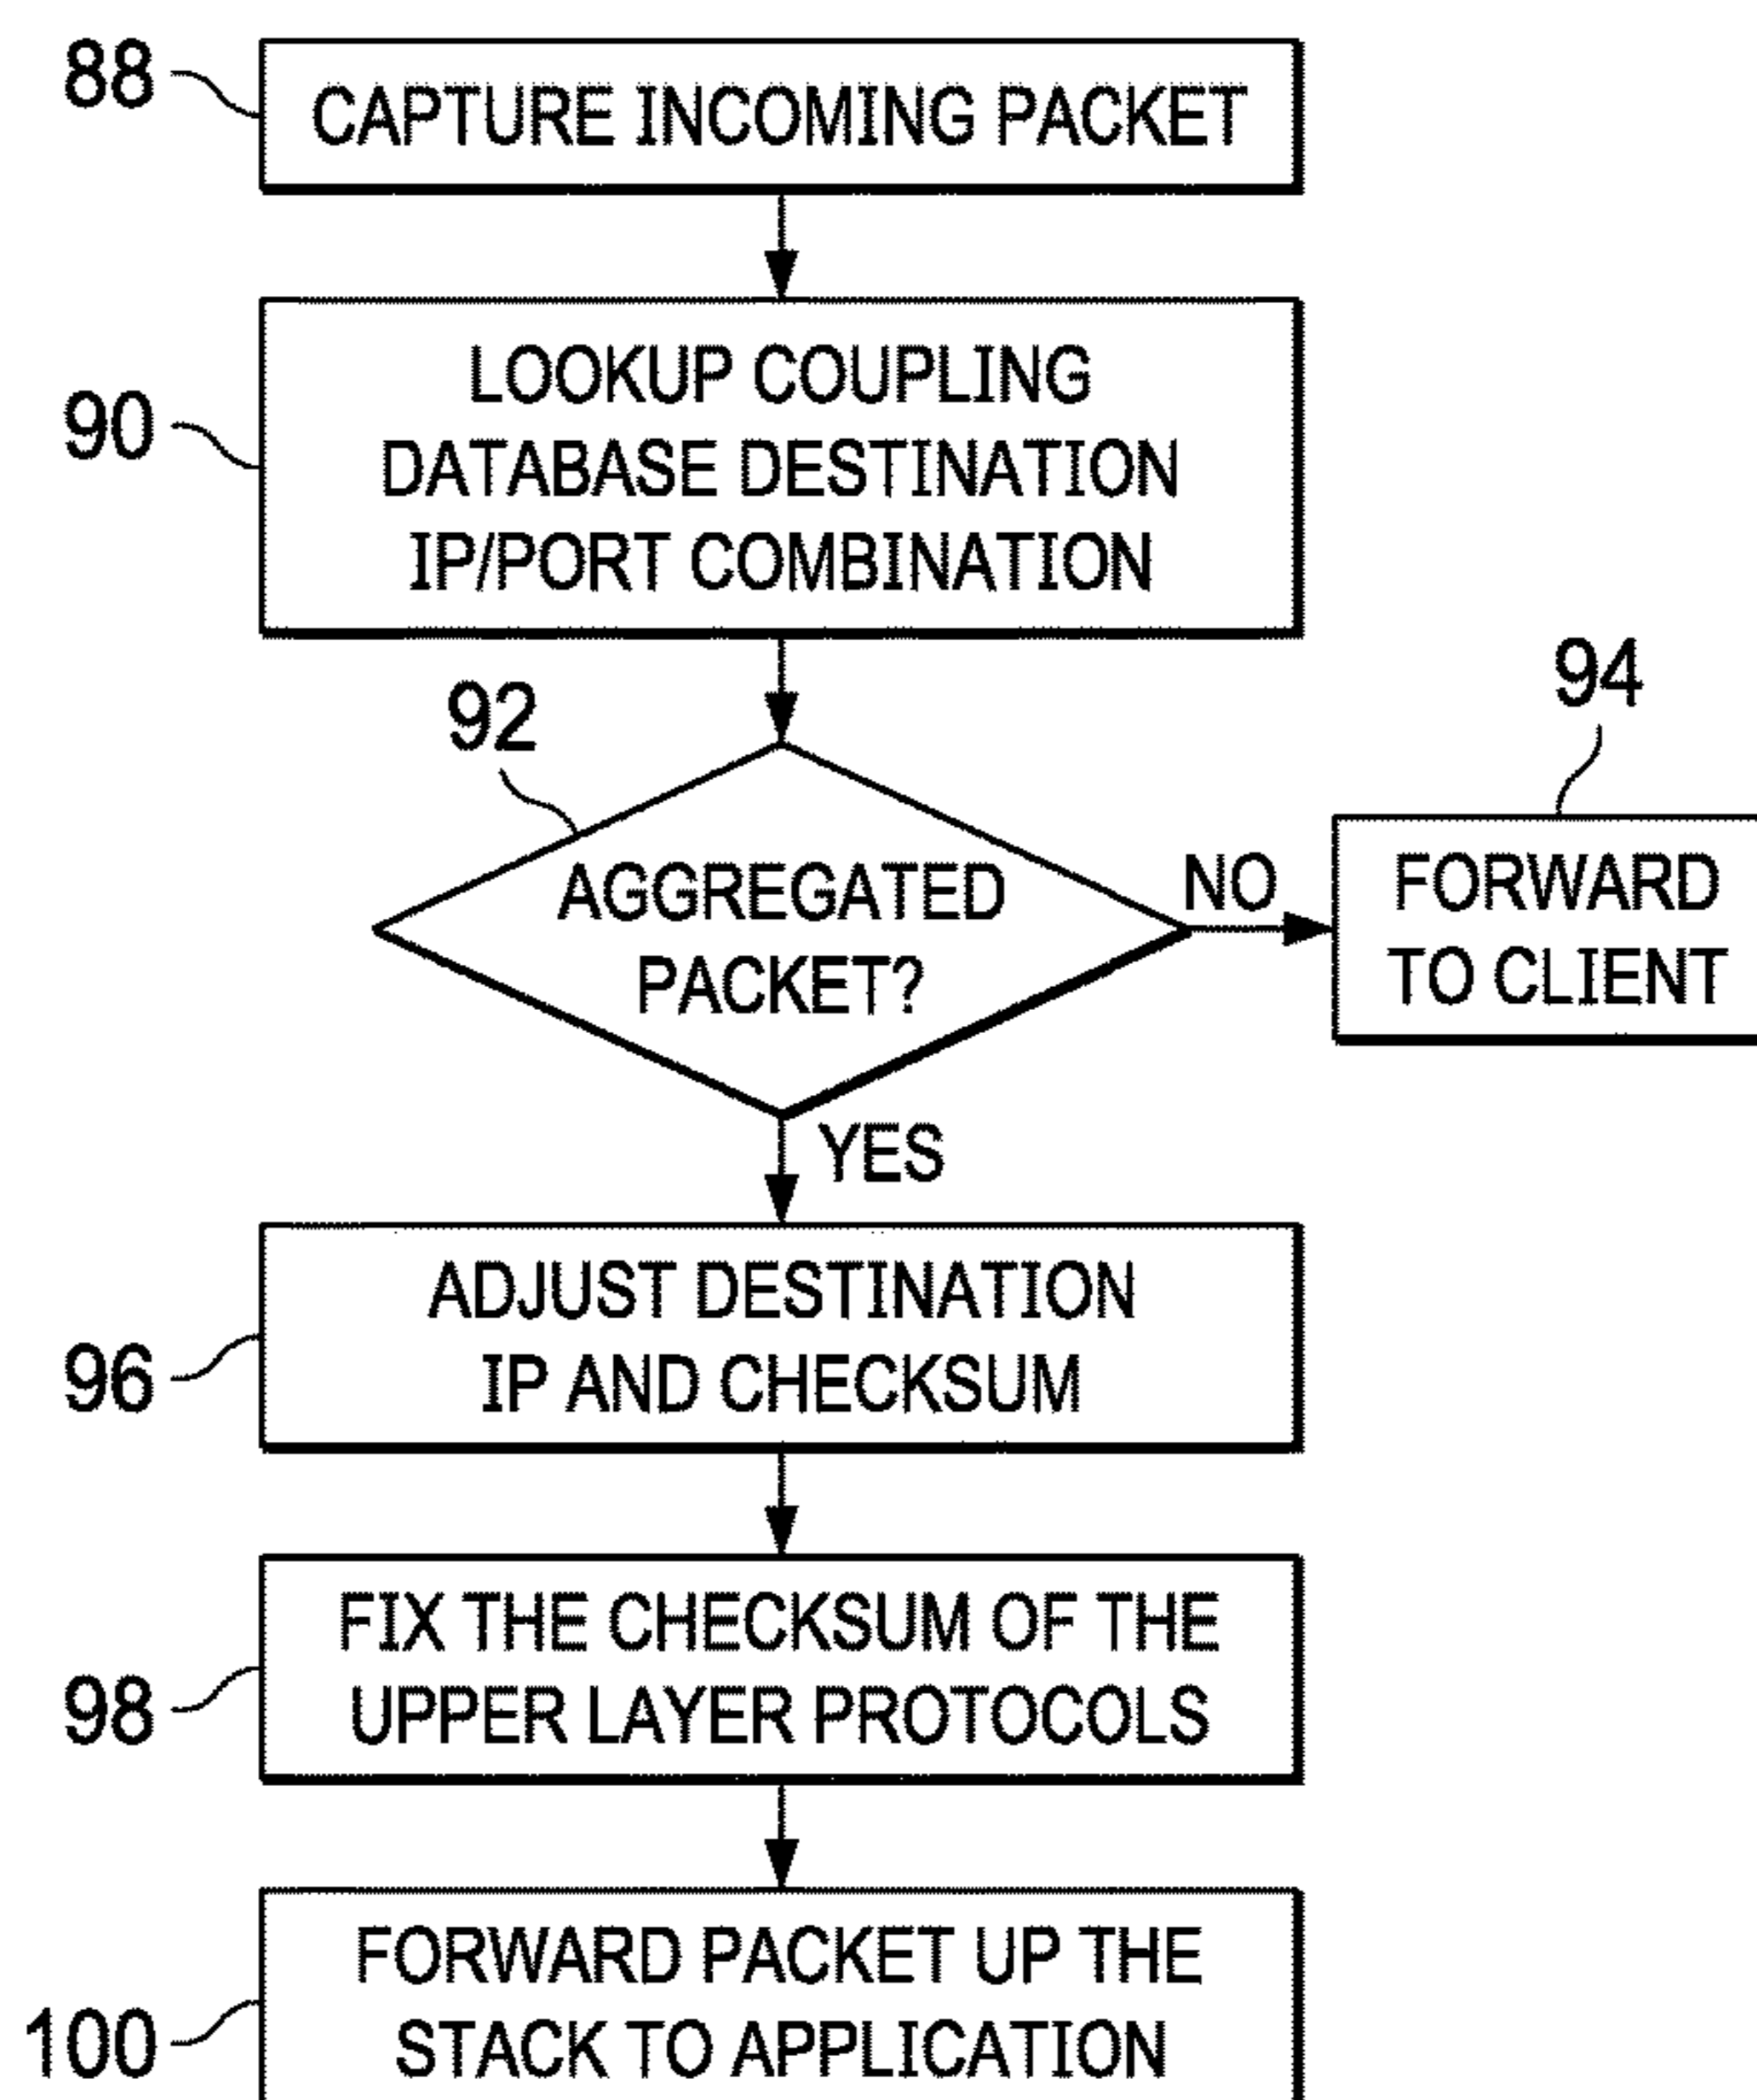 88
CAPTURE INCOMING PACKET
90
LOOKUP COUPLING
DATABASE DESTINATION
IP/PORT COMBINATION
92
AGGREGATED
PACKET?
NO
94
FORWARD
TO CLIENT
YES
96
ADJUST DESTINATION
IP AND CHECKSUM
98
FIX THE CHECKSUM OF THE
UPPER LAYER PROTOCOLS
100
FORWARD PACKET UP THE
STACK TO APPLICATION